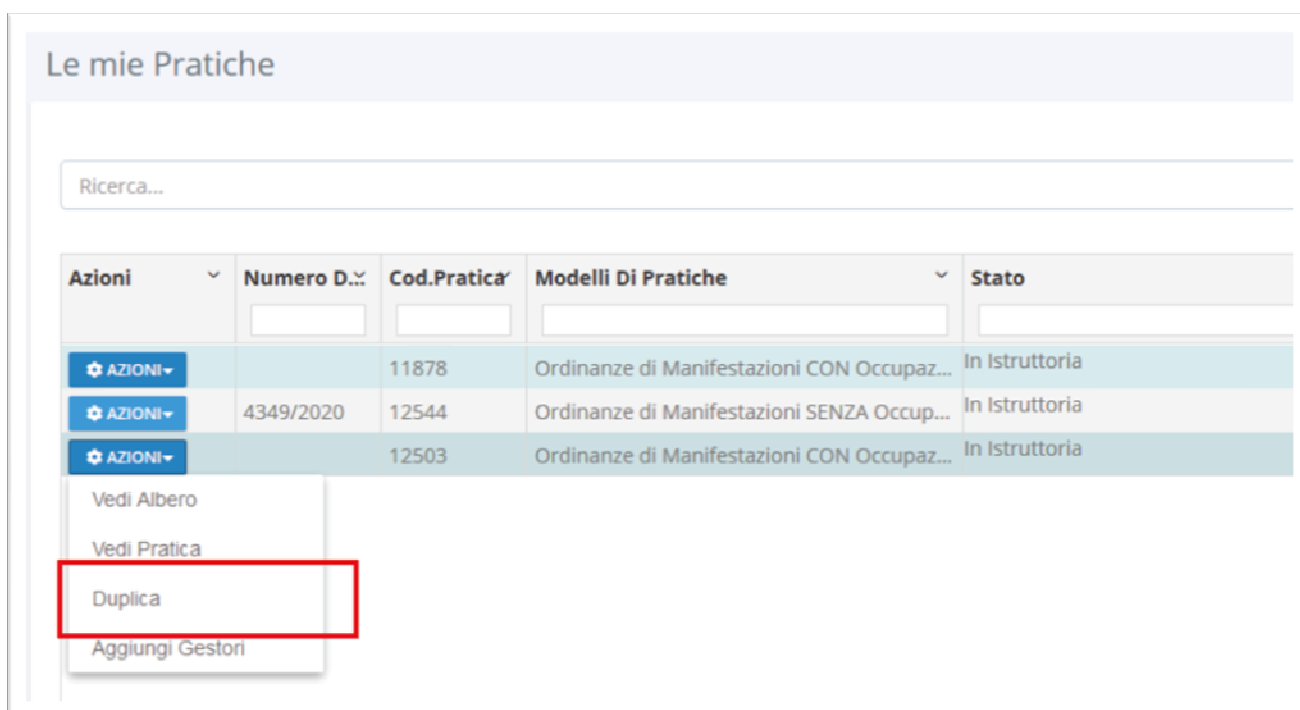 Le mie Pratiche
Ricerca...
Azioni Numero D... Cod.Pratica Modelli Di Pratiche Stato
AZIONI 11878 Ordinanze di Manifestazioni CON Occupaz... In Istruttoria
AZIONI 4349/2020 12544 Ordinanze di Manifestazioni SENZA Occup... In Istruttoria
AZIONI 12503 Ordinanze di Manifestazioni CON Occupaz... In Istruttoria
Vedi Albero
Vedi Pratica
Duplica
Aggiungi Gestori